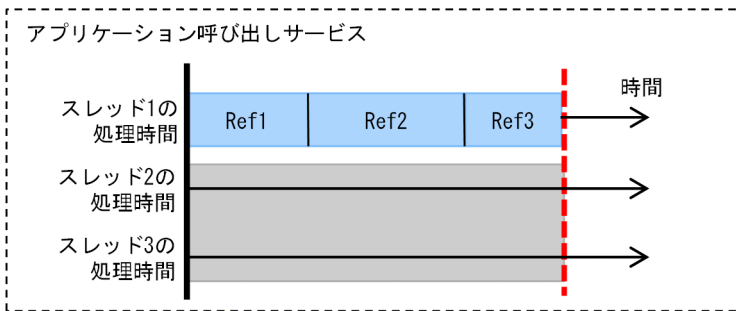 アプリケーション呼び出しサービス
時間
スレッド1の
処理時間
Ref1
Ref2
Ref3
スレッド2の
処理時間
スレッド3の
処理時間